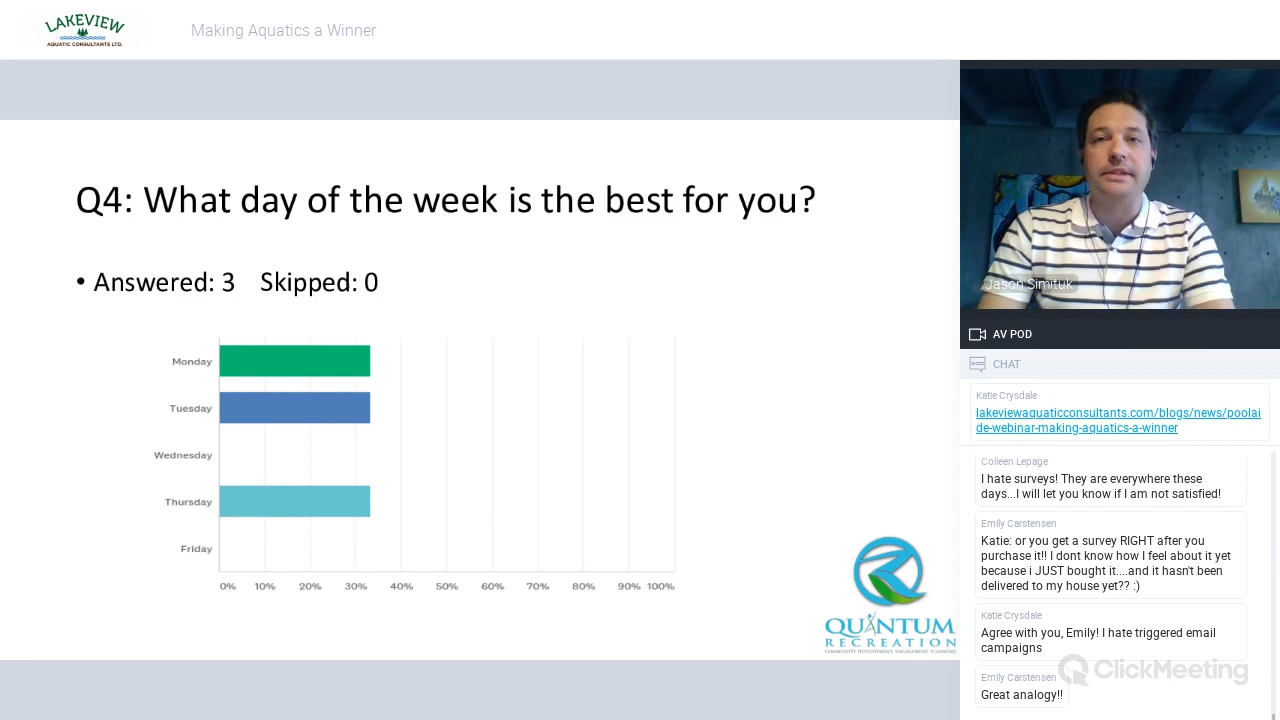 LAKEVIEW
AQUATIC CONSULTANTS LTD.
Making Aquatics a Winner
Q4: What day of the week is the best for you?
• Answered: 3 Skipped: 0
Monday
Tuesday
Wednesday
Thursday
Friday
0% 10% 20% 30% 40% 50% 60% 70% 80% 90% 100%
QUANTUM
RECREATION
COMMUNITY DEVELOPMENT, ENGAGEMENT, PLANNING
Jason Simituk
AV POD
CHAT
Katie Crysdale
lakeviewaquaticconsultants.com/blogs/news/poolai
de-webinar-making-aquatics-a-winner
Colleen Lepage
I hate surveys! They are everywhere these
days...I will let you know if I am not satisfied!
Emily Carstensen
Katie: or you get a survey RIGHT after you
purchase it!! I dont know how I feel about it yet
because i JUST bought it....and it hasn't been
delivered to my house yet?? :)
Katie Crysdale
Agree with you, Emily! I hate triggered email
campaigns
Emily Carstensen
Great analogy!!
ClickMeeting